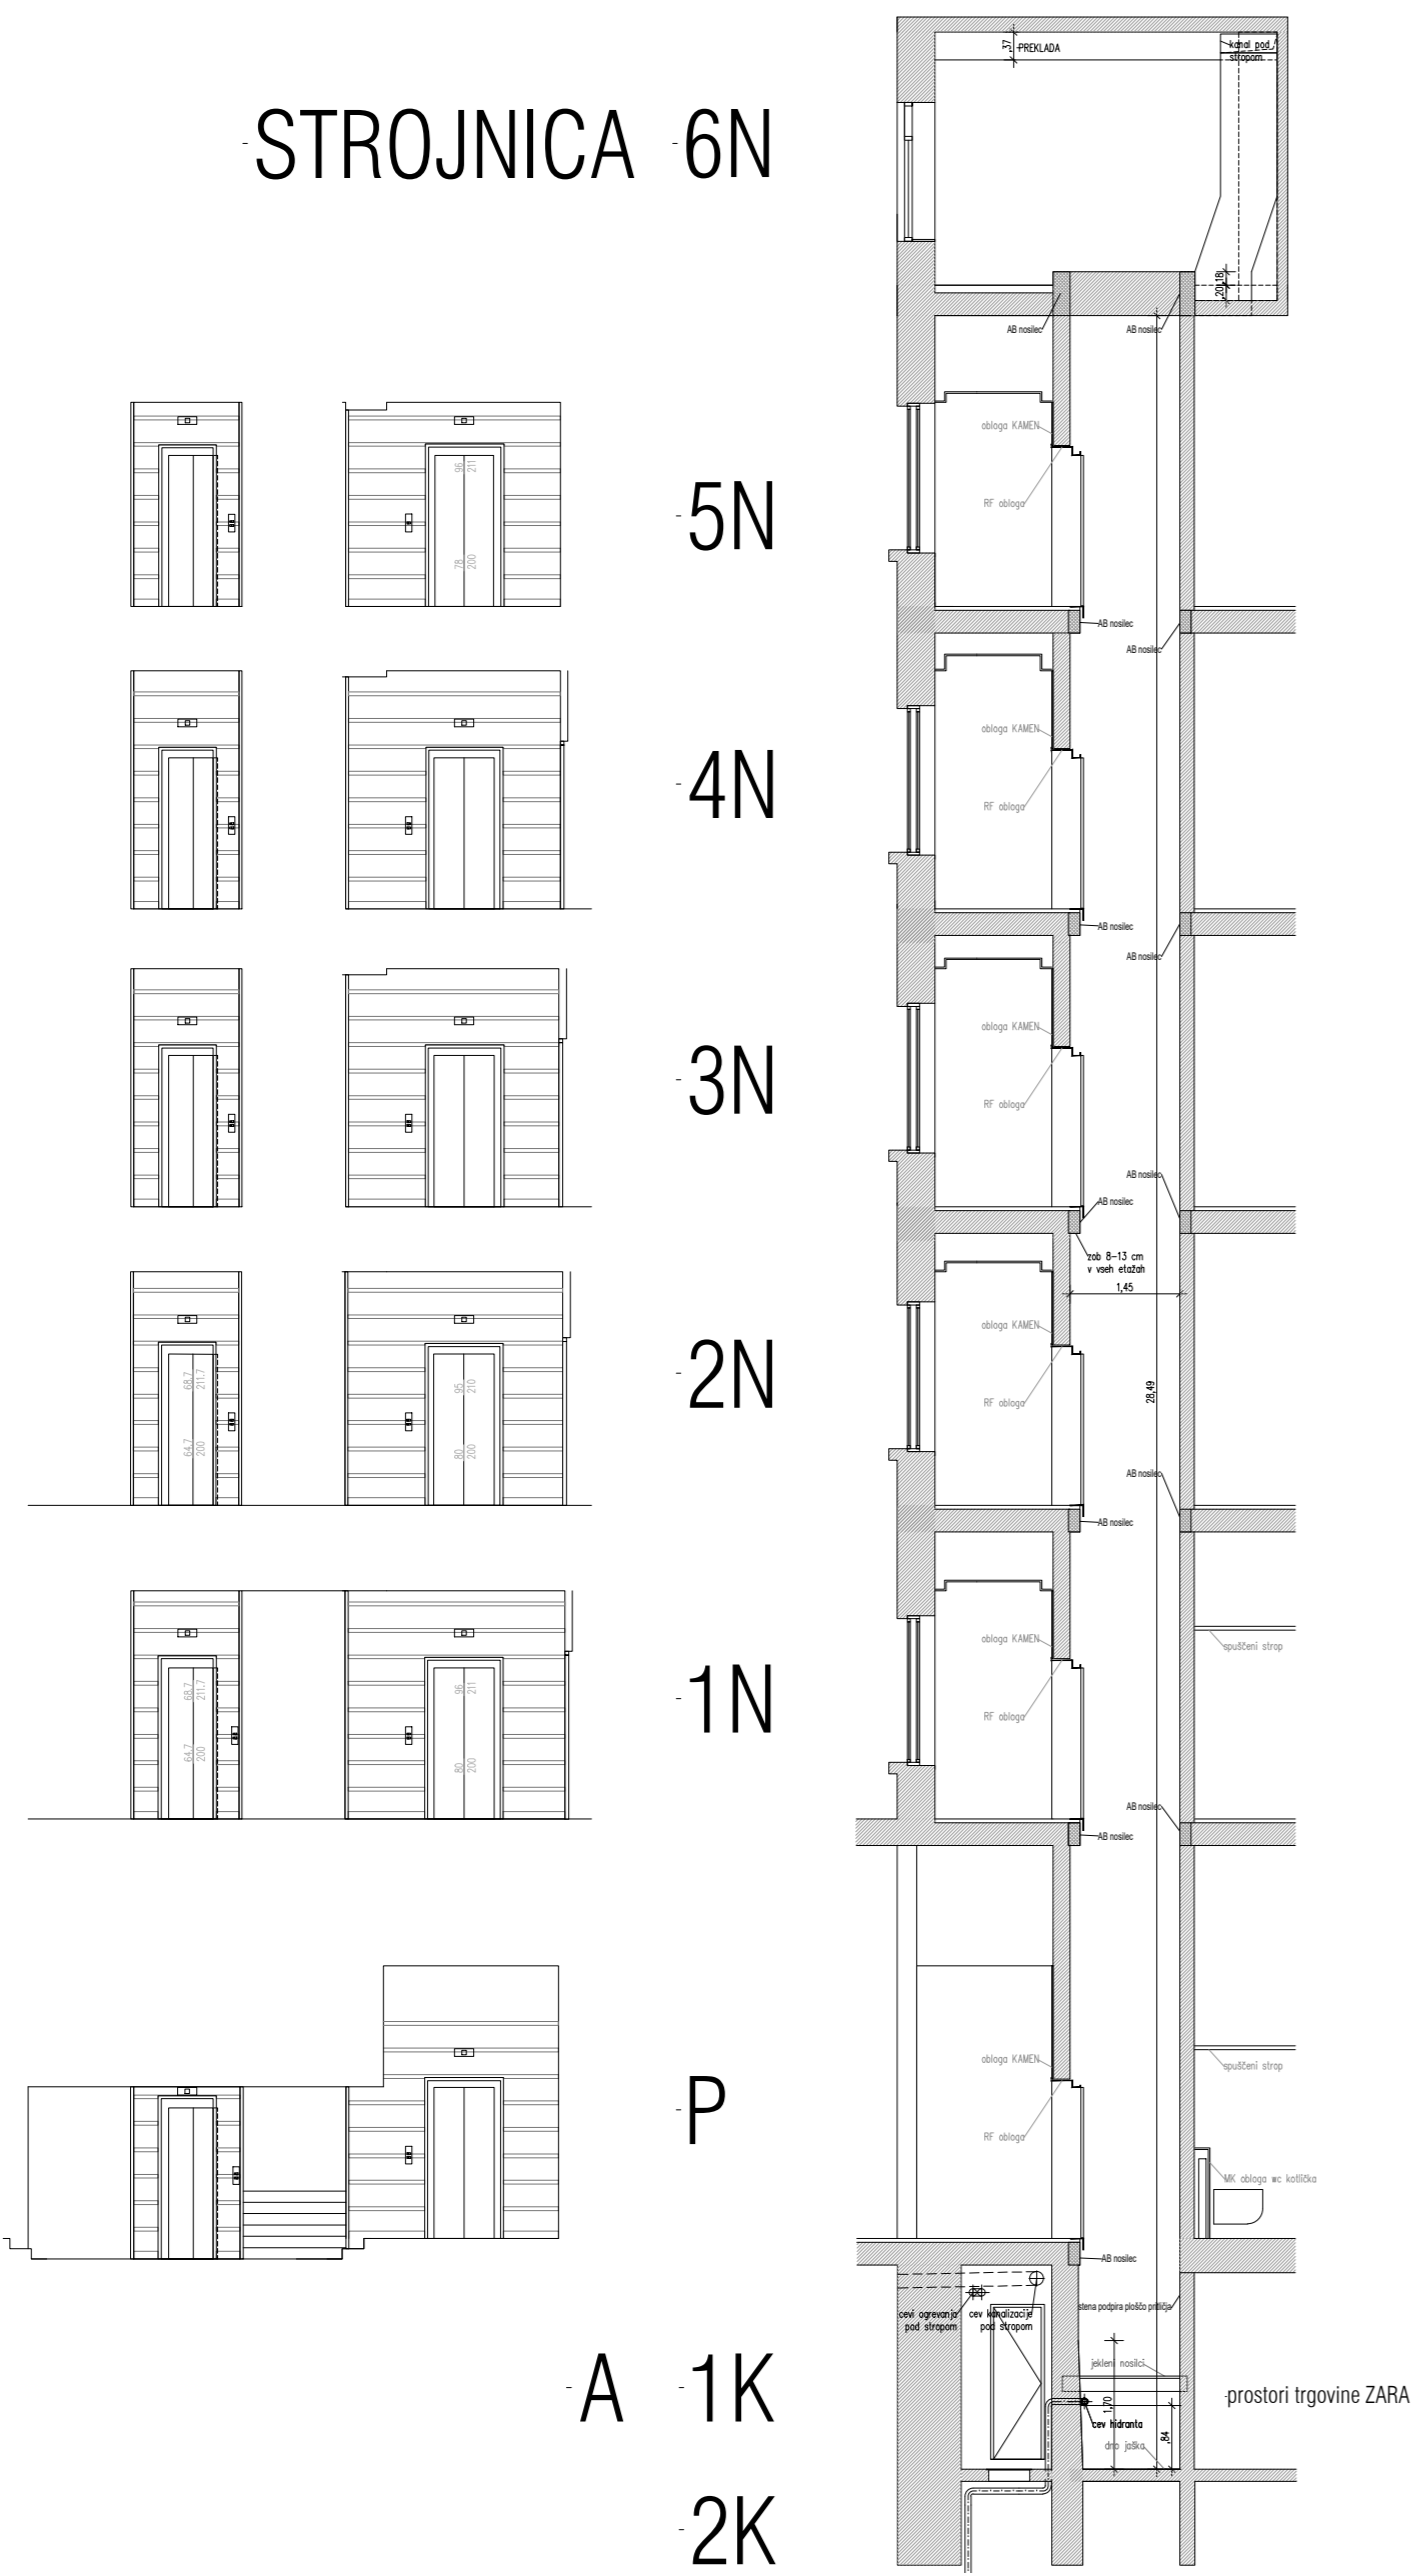 ,37
PREKLADA
kanal pod
stropom
STROJNICA 6N
,20,18
AB nosilec
AB nosilec
obloga KAMEN
96
211
5N
RF obloga
78
200
AB nosilec
AB nosilec
obloga KAMEN
4N
RF obloga
AB nosilec
AB nosilec
obloga KAMEN
3N
RF obloga
AB nosilec
AB nosilec
zob 8-13 cm
v vseh etažah
1,45
obloga KAMEN
68.7
211.7
95
210
2N
28,49
RF obloga
64.7
200
80
200
AB nosilec
AB nosilec
obloga KAMEN
spuščeni strop
68.7
211.7
96
211
1N
RF obloga
64.7
200
80
200
AB nosilec
AB nosilec
obloga KAMEN
spuščeni strop
P
RF obloga
MK obloga wc kotlička
AB nosilec
stena podpira ploščo pritličja
cevi ogrevanja
pod stropom
cev kanalizacije
pod stropom
jekleni nosilci
A 1K
prostori trgovine ZARA
1,70
cev hidranta
,84
dno jaška
2K